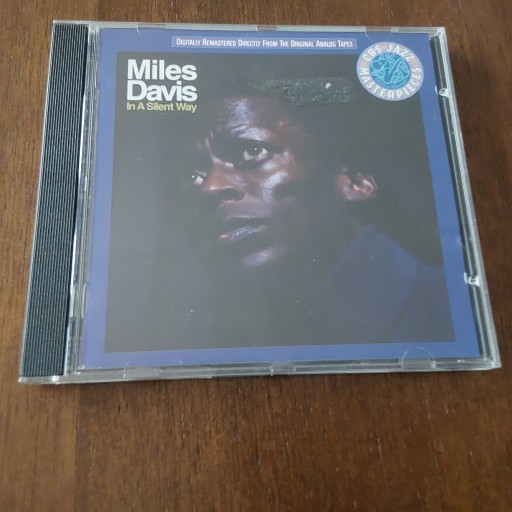 Digitally Remastered Directly From The Original Analog Tapes
CBS JAZZ
MASTERPIECES
Miles
Davis
In A Silent Way